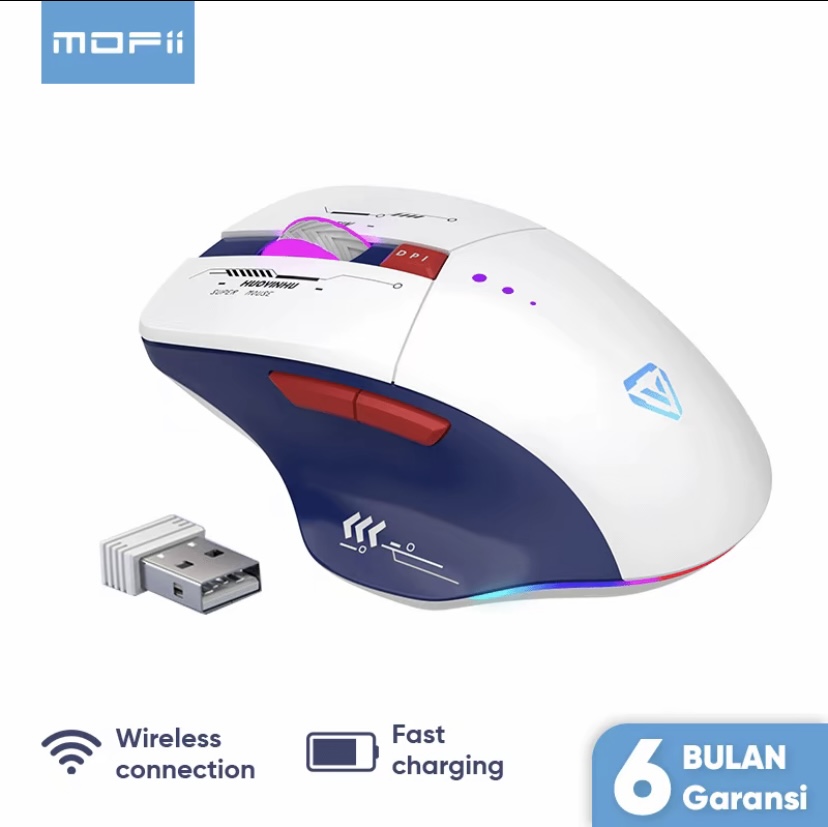 MOFii
DPI
HUOYINHU
SUPER MOUSE
Wireless
connection
Fast
charging
6 BULAN
Garansi